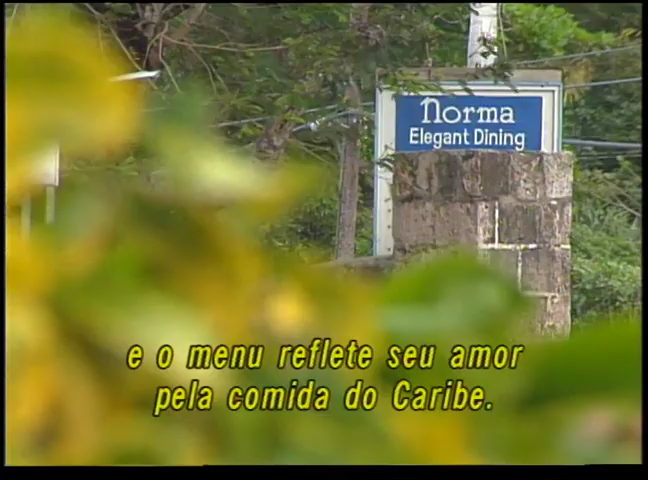 Norma
Elegant Dining
e o menu reflete seu amor
pela comida do Caribe.